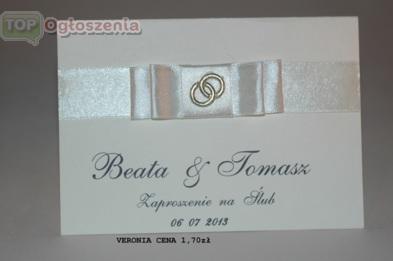 TOP Ogłoszenia
Beata & Tomasz
Zaproszenie na Ślub
06 07 2013
VERONIA CENA 1,70zł